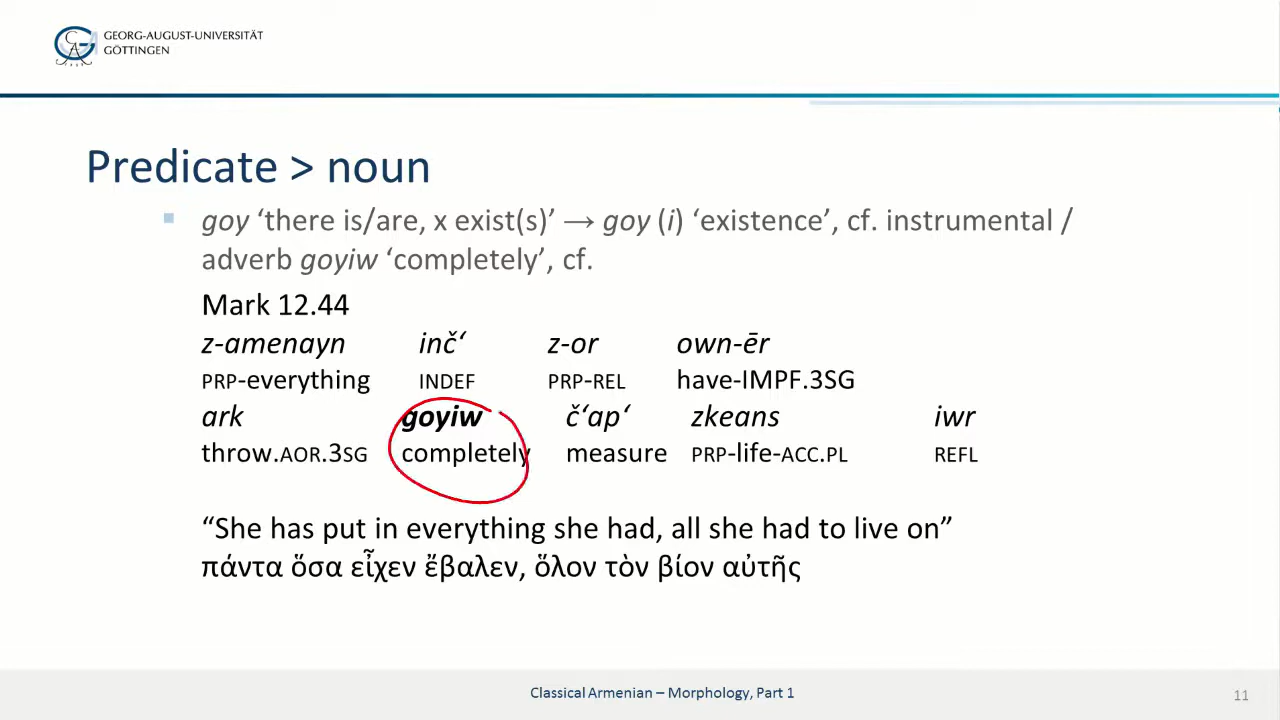 GEORG-AUGUST-UNIVERSITÄT
GÖTTINGEN
Predicate > noun
goy ‘there is/are, x exist(s)’ → goy (i) ‘existence’, cf. instrumental /
adverb goyiw ‘completely’, cf.
Mark 12.44
z-amenayn inč‘ z-or own-ēr
PRP-everything INDEF PRP-REL have-IMPF.3SG
ark goyiw č‘ap‘ zkeans iwr
throw.AOR.3SG completely measure PRP-life-ACC.PL REFL
“She has put in everything she had, all she had to live on”
πάντα ὅσα εἶχεν ἔβαλεν, ὅλον τὸν βίον αὐτῆς
Classical Armenian – Morphology, Part 1
11